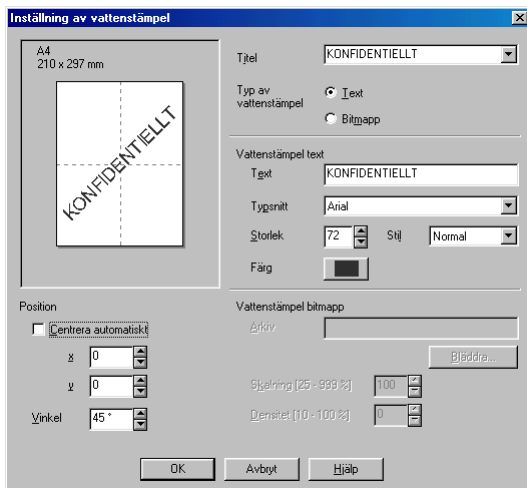 Inställning av vattenstämpel
A4
210 x 297 mm
KONFIDENTIELLT
Titel KONFIDENTIELLT
Typ av vattenstämpel
Text
Bitmapp
Vattenstämpel text
Text KONFIDENTIELLT
Typsnitt Arial
Storlek 72 Stil Normal
Färg
Position
Centrera automatiskt
x 0
y 0
Vinkel 45 °
Vattenstämpel bitmapp
Arkiv
Bläddra...
Skalning [25 - 999 %] 100
Densitet [10 - 100 %] 0
OK Avbryt Hjälp